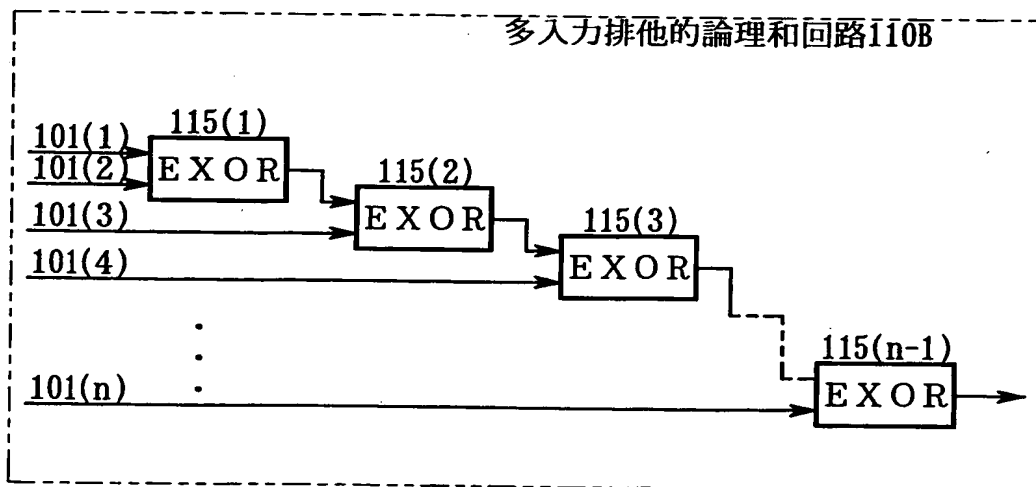 多入力排他的論理和回路110B
101(1)
115(1)
101(2)
EXOR
115(2)
101(3)
EXOR
115(3)
101(4)
EXOR
115(n-1)
101(n)
EXOR